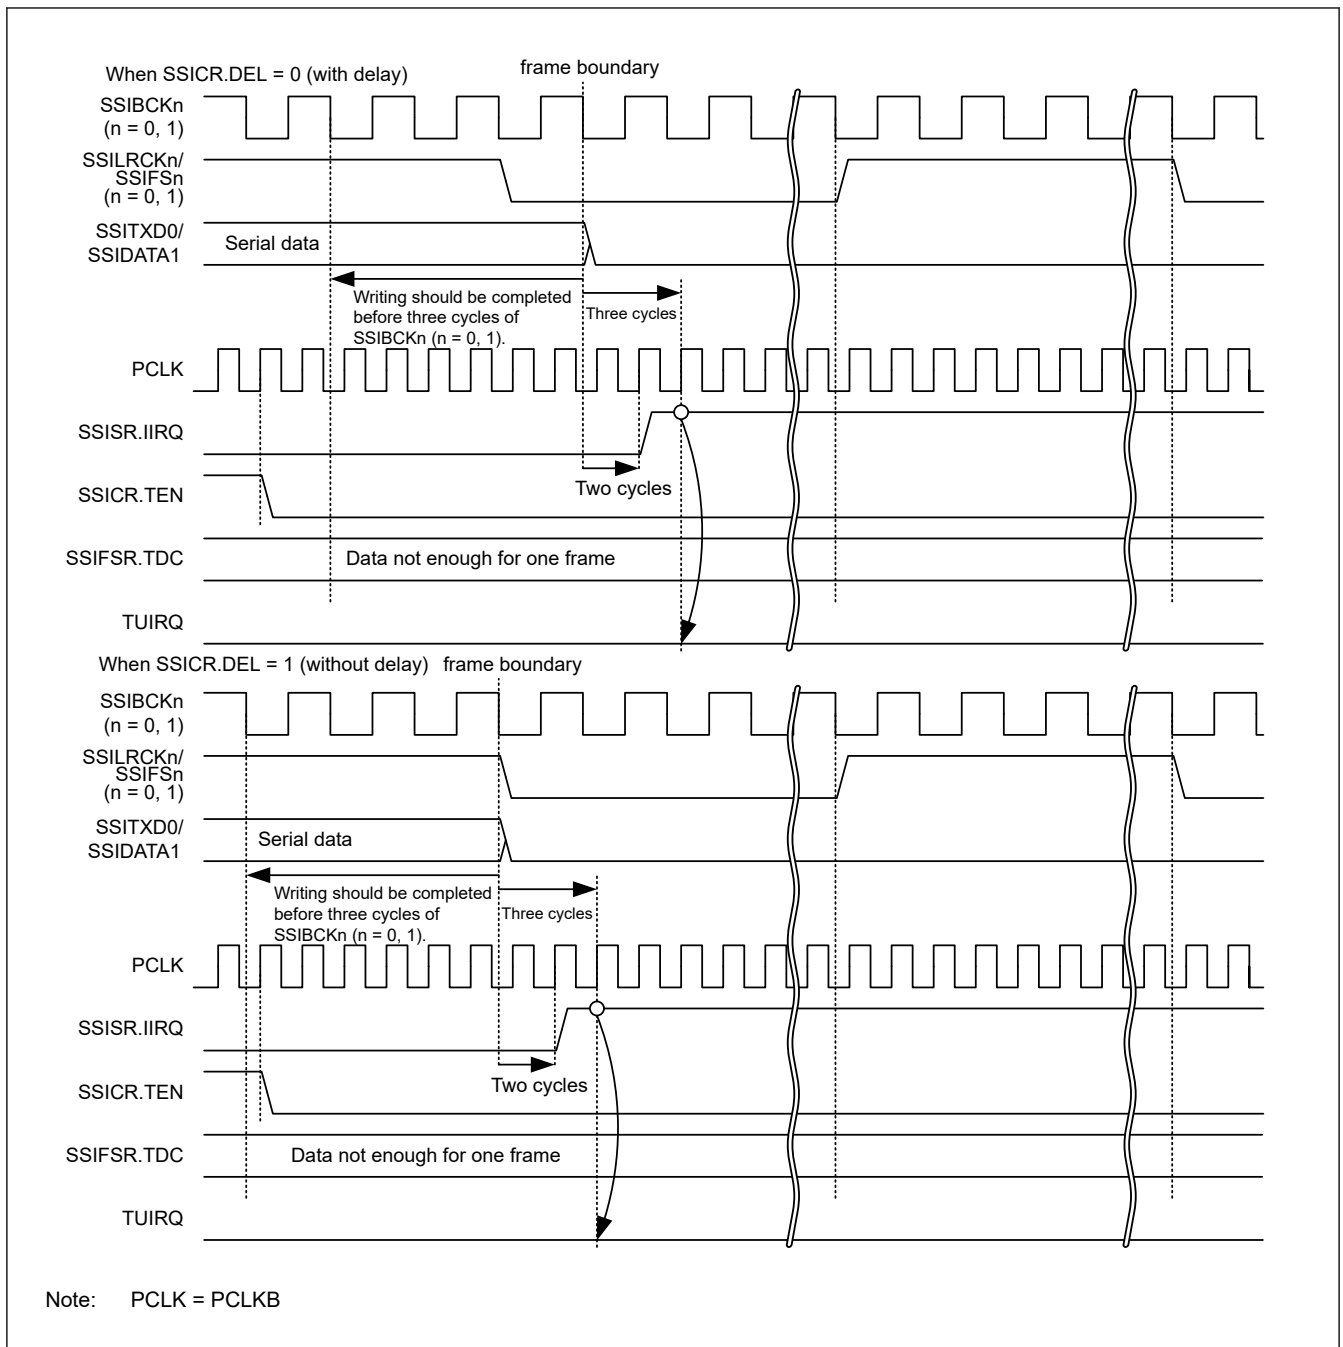 When SSICR.DEL = 0 (with delay)
frame boundary
SSIBCKn
(n = 0, 1)
SSILRCKn/
SSIFSn
(n = 0, 1)
SSITXD0/
SSIDATA1
Serial data
Writing should be completed
before three cycles of
SSIBCKn (n = 0, 1).
Three cycles
PCLK
SSISR.IIRQ
Two cycles
SSICR.TEN
SSIFSR.TDC
Data not enough for one frame
TUIRQ
When SSICR.DEL = 1 (without delay)
frame boundary
SSIBCKn
(n = 0, 1)
SSILRCKn/
SSIFSn
(n = 0, 1)
SSITXD0/
SSIDATA1
Serial data
Writing should be completed
before three cycles of
SSIBCKn (n = 0, 1).
Three cycles
PCLK
SSISR.IIRQ
Two cycles
SSICR.TEN
SSIFSR.TDC
Data not enough for one frame
TUIRQ
Note: PCLK = PCLKB